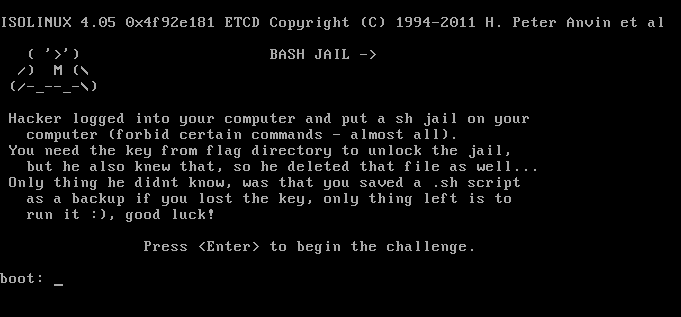 ISOLINUX 4.05 0x4f92e181 ETCD Copyright (C) 1994-2011 H. Peter Anvin et al
   ( '>')                        BASH JAIL ->
  /)  M (\
 (/-_--_-\)
 Hacker logged into your computer and put a sh jail on your
   computer (forbid certain commands - almost all).
 You need the key from flag directory to unlock the jail,
   but he also knew that, so he deleted that file as well...
 Only thing he didnt know, was that you saved a .sh script
   as a backup if you lost the key, only thing left is to
   run it :), good luck!
                 Press <Enter> to begin the challenge.
boot: _